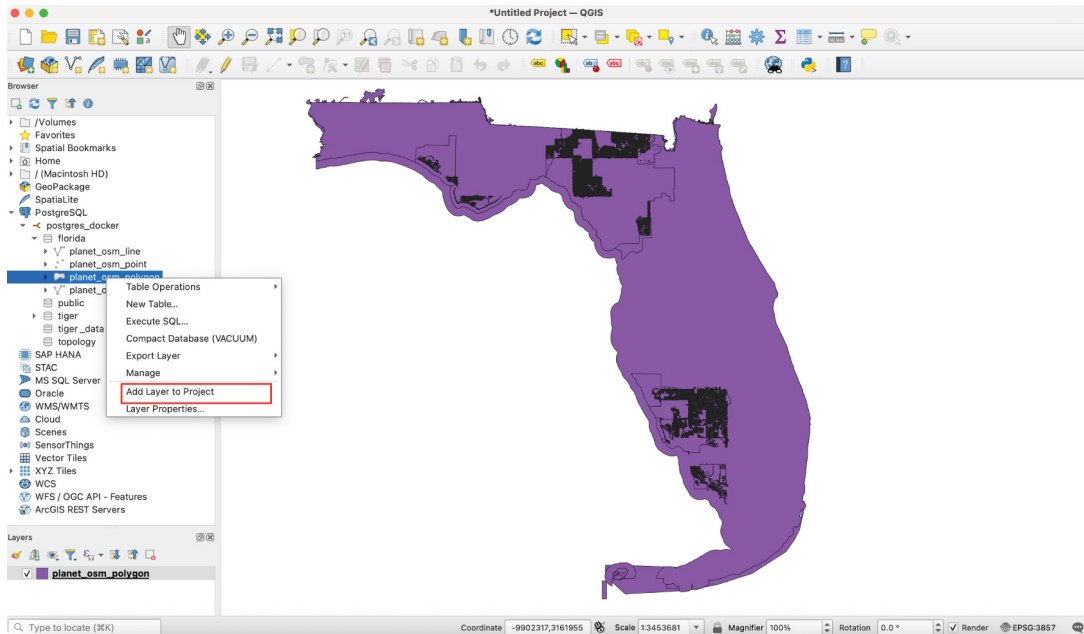 *Untitled Project — QGIS
abc
abc
abc
Browser
/Volumes
Favorites
Spatial Bookmarks
Home
/ (Macintosh HD)
GeoPackage
SpatiaLite
PostgreSQL
postgres_docker
florida
planet_osm_line
planet_osm_point
planet_osm_polygon
planet_o
public
tiger
tiger_data
topology
SAP HANA
STAC
MS SQL Server
Oracle
WMS/WMTS
Cloud
Scenes
SensorThings
Vector Tiles
XYZ Tiles
WCS
WFS / OGC API - Features
ArcGIS REST Servers
Table Operations
New Table...
Execute SQL...
Compact Database (VACUUM)
Export Layer
Manage
Add Layer to Project
Layer Properties...
Layers
planet_osm_polygon
Type to locate (⌘K)
Coordinate -9902317,3161955 Scale 1:3453681 Magnifier 100% Rotation 0.0 ° Render EPSG:3857